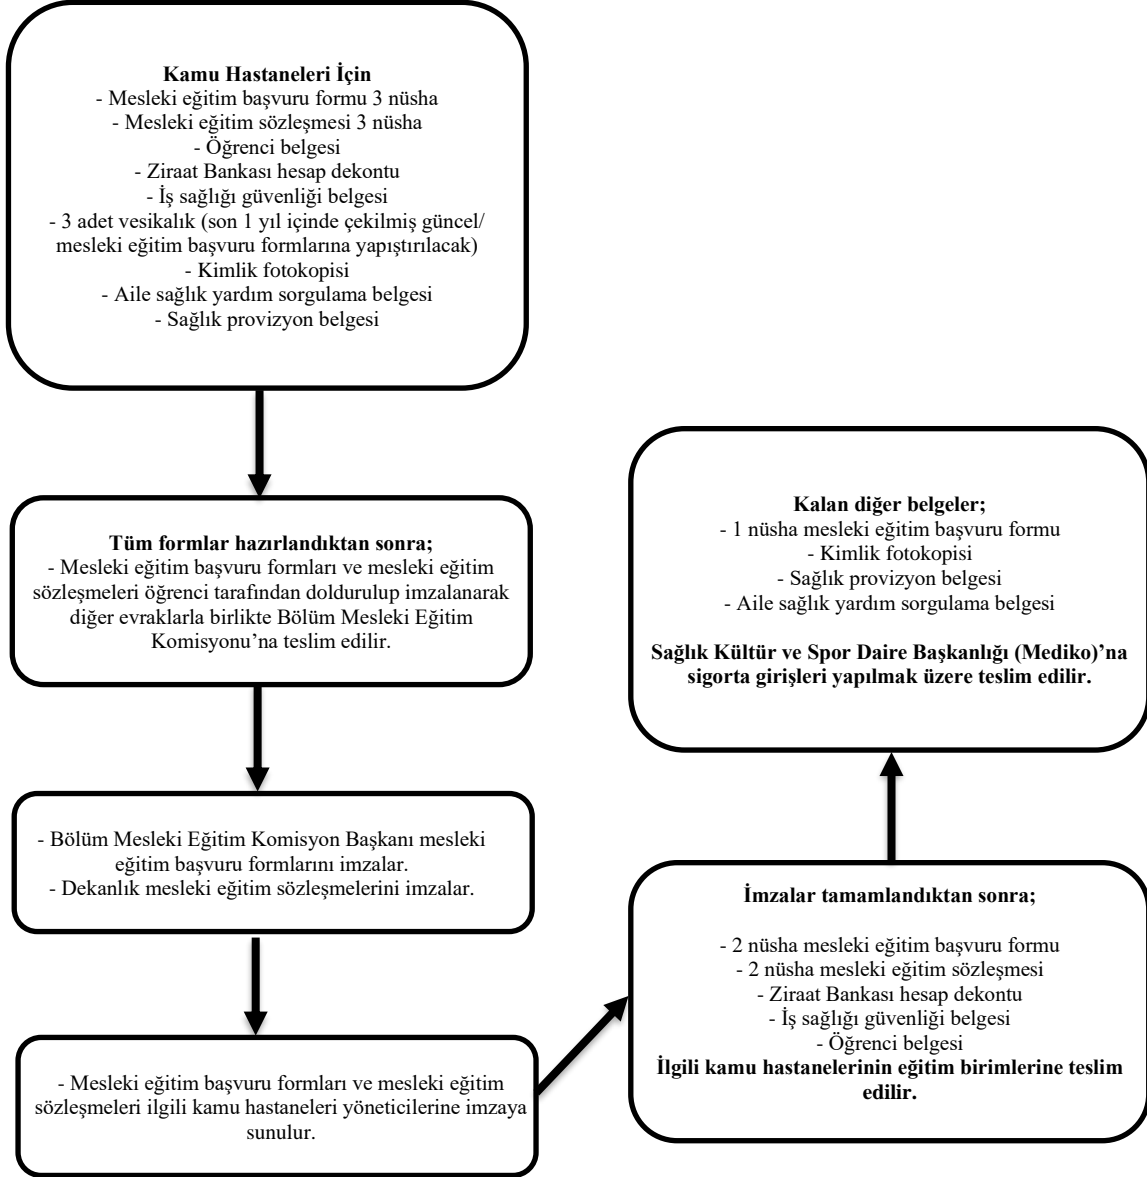 Kamu Hastaneleri İçin
- Mesleki eğitim başvuru formu 3 nüsha
- Mesleki eğitim sözleşmesi 3 nüsha
- Öğrenci belgesi
- Ziraat Bankası hesap dekontu
- İş sağlığı güvenliği belgesi
- 3 adet vesikalık (son 1 yıl içinde çekilmiş güncel/
mesleki eğitim başvuru formlarına yapıştırılacak)
- Kimlik fotokopisi
- Aile sağlık yardım sorgulama belgesi
- Sağlık provizyon belgesi
Tüm formlar hazırlandıktan sonra;
- Mesleki eğitim başvuru formları ve mesleki eğitim
sözleşmeleri öğrenci tarafından doldurulup imzalanarak
diğer evraklarla birlikte Bölüm Mesleki Eğitim
Komisyonu’na teslim edilir.
- Bölüm Mesleki Eğitim Komisyon Başkanı mesleki
eğitim başvuru formlarını imzalar.
- Dekanlık mesleki eğitim sözleşmelerini imzalar.
- Mesleki eğitim başvuru formları ve mesleki eğitim
sözleşmeleri ilgili kamu hastaneleri yöneticilerine imzaya
sunulur.
İmzalar tamamlandıktan sonra;
- 2 nüsha mesleki eğitim başvuru formu
- 2 nüsha mesleki eğitim sözleşmesi
- Ziraat Bankası hesap dekontu
- İş sağlığı güvenliği belgesi
- Öğrenci belgesi
İlgili kamu hastanelerinin eğitim birimlerine teslim
edilir.
Kalan diğer belgeler;
- 1 nüsha mesleki eğitim başvuru formu
- Kimlik fotokopisi
- Sağlık provizyon belgesi
- Aile sağlık yardım sorgulama belgesi
Sağlık Kültür ve Spor Daire Başkanlığı (Mediko)’na
sigorta girişleri yapılmak üzere teslim edilir.